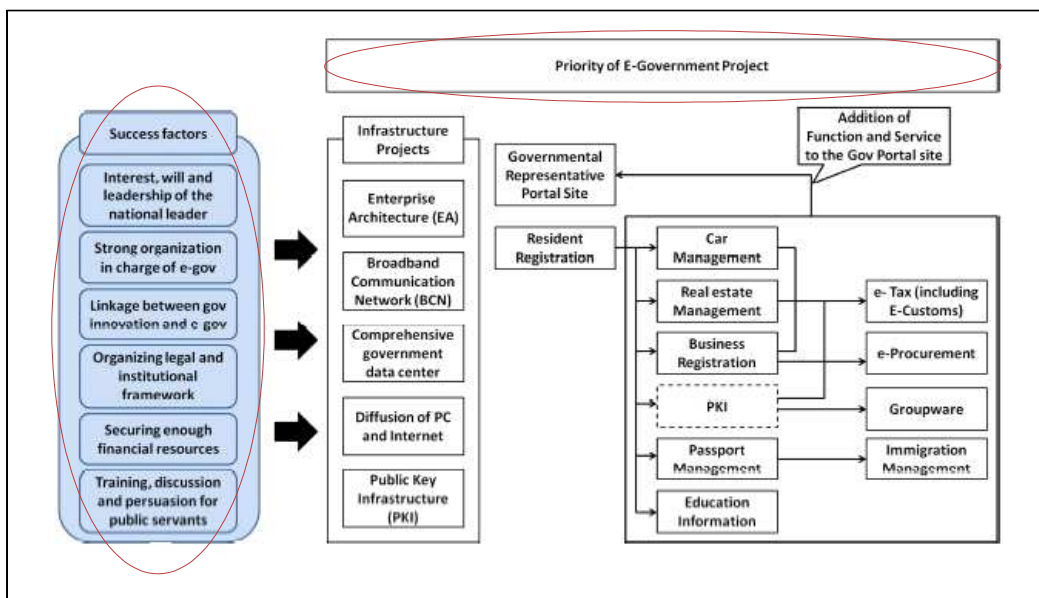 Priority of E-Government Project
Success factors
Interest, will and
leadership of the
national leader
Strong organization
in charge of e-gov
Linkage between gov
innovation and e-gov
Organizing legal and
institutional
framework
Securing enough
financial resources
Training, discussion
and persuasion for
public servants
Infrastructure
Projects
Enterprise
Architecture (EA)
Broadband
Communication
Network (BCN)
Comprehensive
government
data center
Diffusion of PC
and Internet
Public Key
Infrastructure
(PKI)
Governmental
Representative
Portal Site
Addition of
Function and Service
to the Gov Portal site
Resident
Registration
Car
Management
Real estate
Management
Business
Registration
PKI
Passport
Management
Education
Information
e- Tax (including
E-Customs)
e-Procurement
Groupware
Immigration
Management